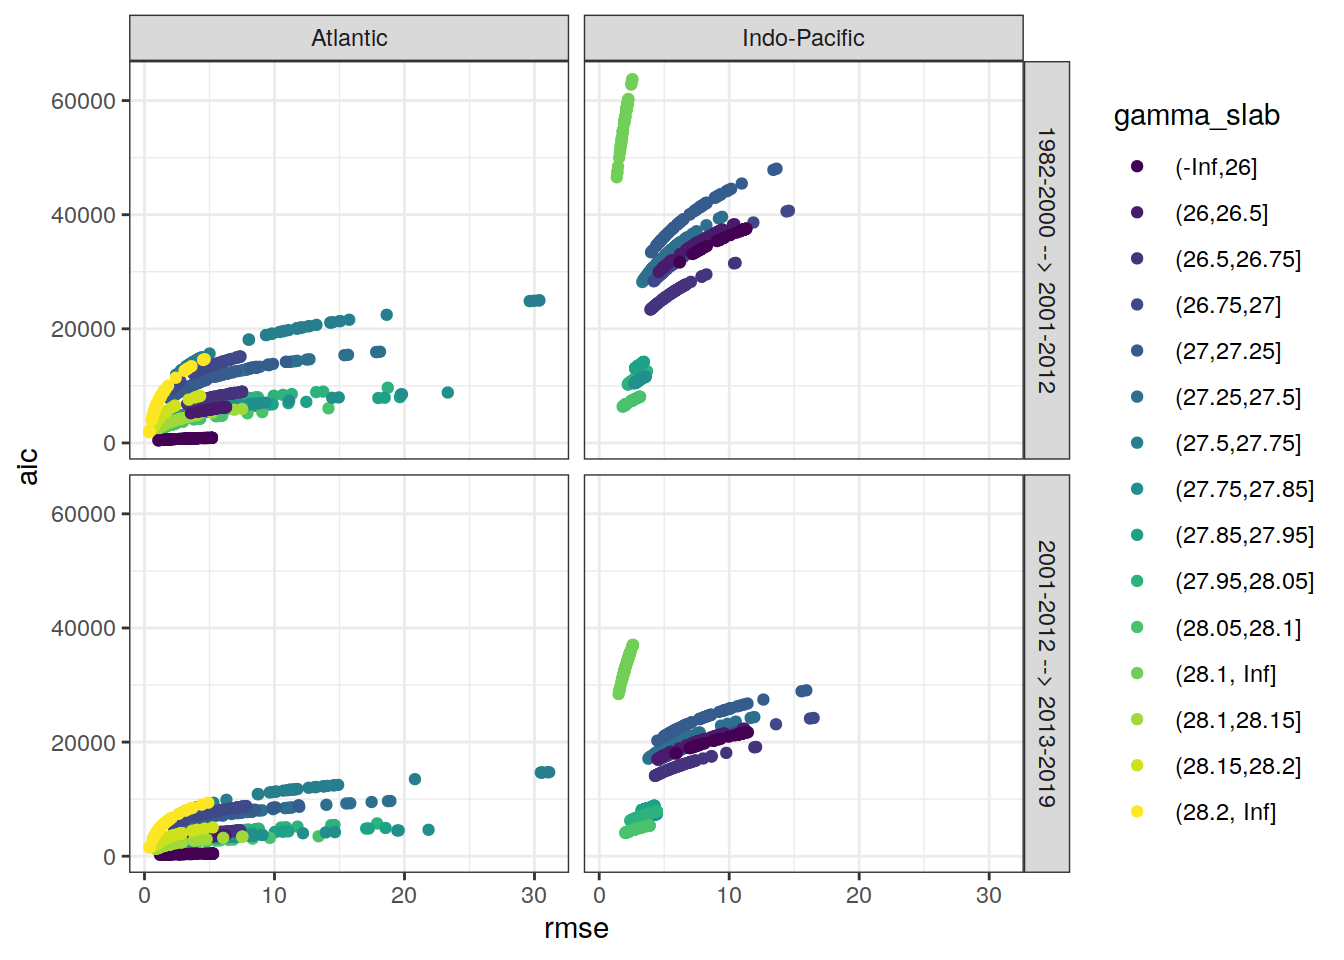 Atlantic
Indo-Pacific
60000
40000
20000
0
1982-2000 --> 2001-2012
60000
40000
20000
0
2001-2012 --> 2013-2019
0
10
20
30
0
10
20
30
aic
rmse
gamma_slab
(-Inf,26]
(26,26.5]
(26.5,26.75]
(26.75,27]
(27,27.25]
(27.25,27.5]
(27.5,27.75]
(27.75,27.85]
(27.85,27.95]
(27.95,28.05]
(28.05,28.1]
(28.1, Inf]
(28.1,28.15]
(28.15,28.2]
(28.2, Inf]